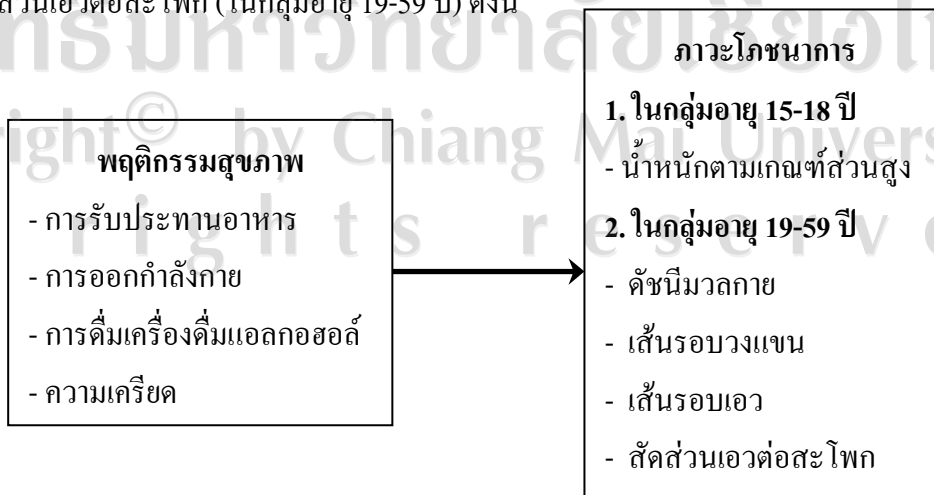 ส่วนเอวต่อสะโพก (ในกลุ่มอายุ 19-59 ปี) ดังนี้
ภาวะโภชนาการ
1. ในกลุ่มอายุ 15-18 ปี
- น้ำหนักตามเกณฑ์ส่วนสูง
2. ในกลุ่มอายุ 19-59 ปี
- ดัชนีมวลกาย
- เส้นรอบวงแขน
- เส้นรอบเอว
- สัดส่วนเอวต่อสะโพก
พฤติกรรมสุขภาพ
- การรับประทานอาหาร
- การออกกำลังกาย
- การดื่มเครื่องดื่มแอลกอฮอล์
- ความเครียด
right© by Chiang Mai Univers
rights reserve